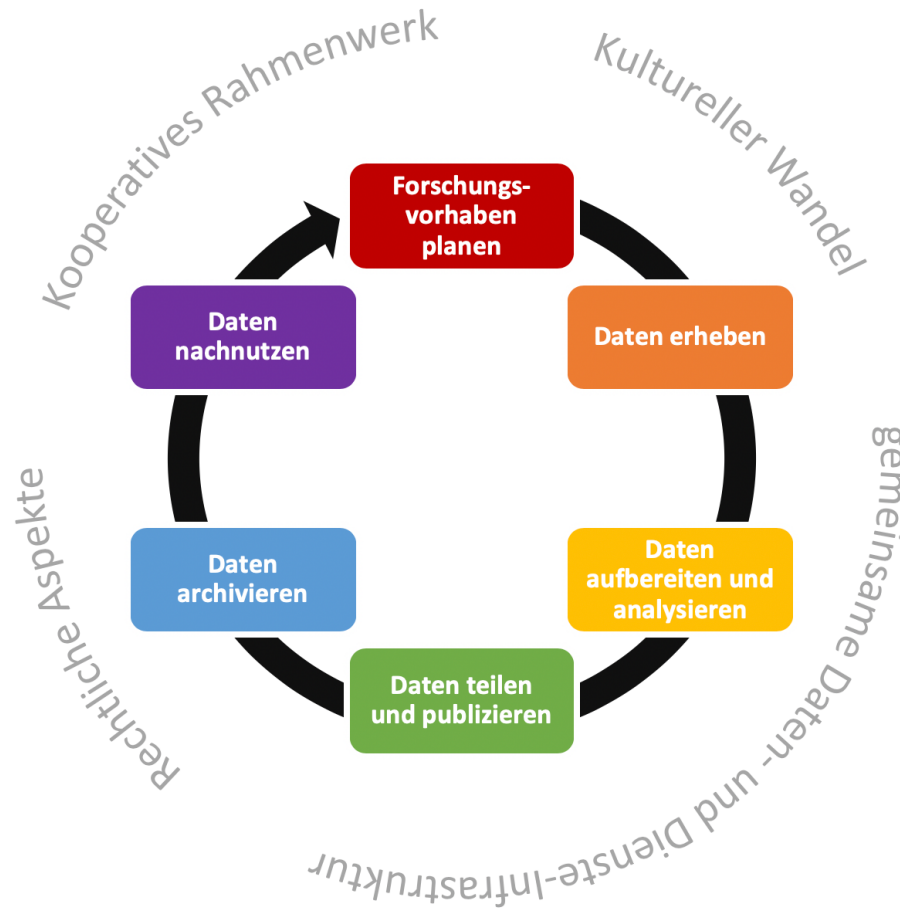 Kooperatives Rahmenwerk
Kultureller Wandel
Forschungs-
vorhaben
planen
Daten
nachnutzen
Daten erheben
gemeinsame Daten- und Dienste-Infrastruktur
Rechtliche Aspekte
Daten
archivieren
Daten
aufbereiten und
analysieren
Daten teilen
und publizieren